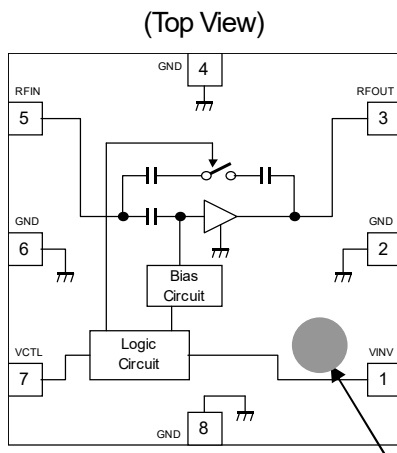 (Top View)
GND
4
RFIN
5
RFOUT
3
GND
6
GND
2
Bias
Circuit
Logic
Circuit
VCTL
7
VINV
1
GND
8